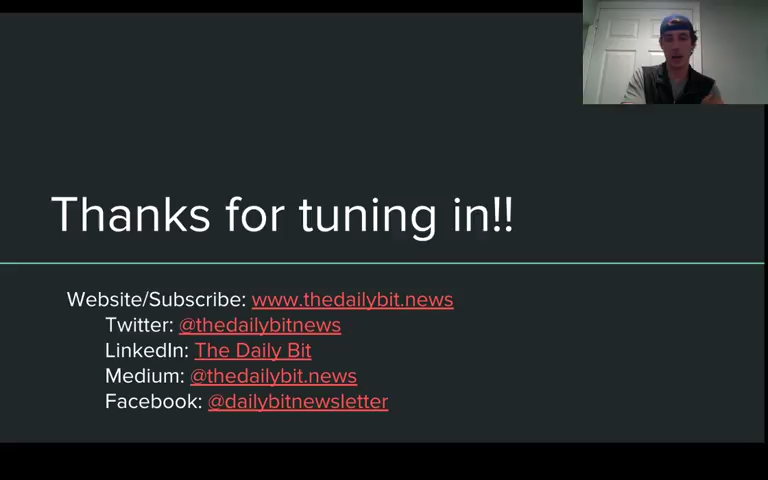 Thanks for tuning in!!
Website/Subscribe: www.thedailybit.news
Twitter: @thedailybitnews
LinkedIn: The Daily Bit
Medium: @thedailybit.news
Facebook: @dailybitnewsletter